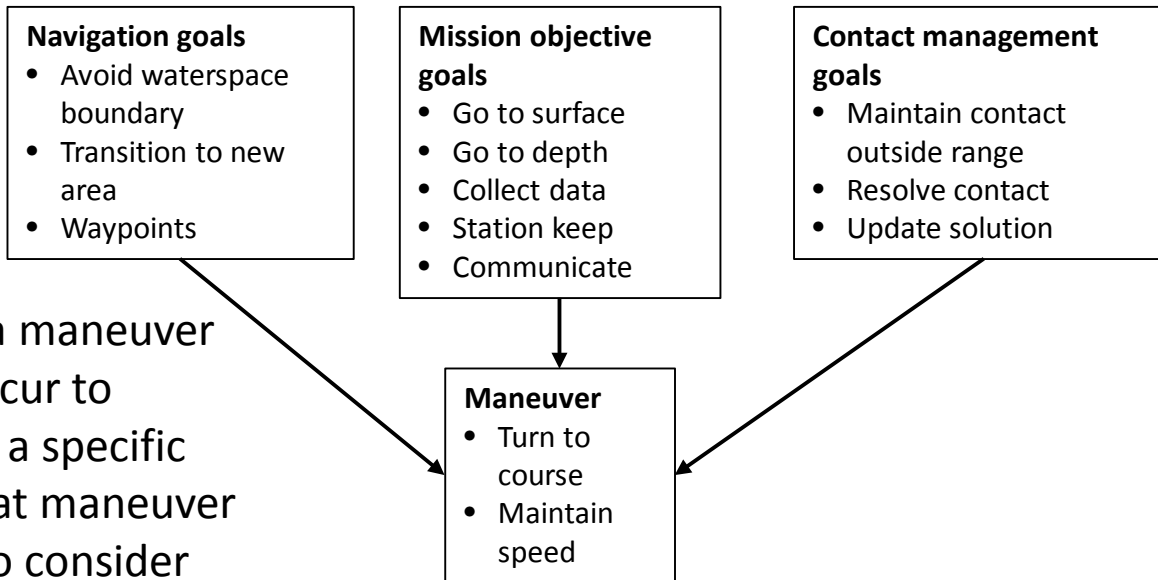 Navigation goals
• Avoid waterspace
boundary
• Transition to new
area
• Waypoints
Mission objective
goals
• Go to surface
• Go to depth
• Collect data
• Station keep
• Communicate
Contact management
goals
• Maintain contact
outside range
• Resolve contact
• Update solution
maneuver
cur to
a specific
at maneuver
consider
Maneuver
• Turn to
course
• Maintain
speed